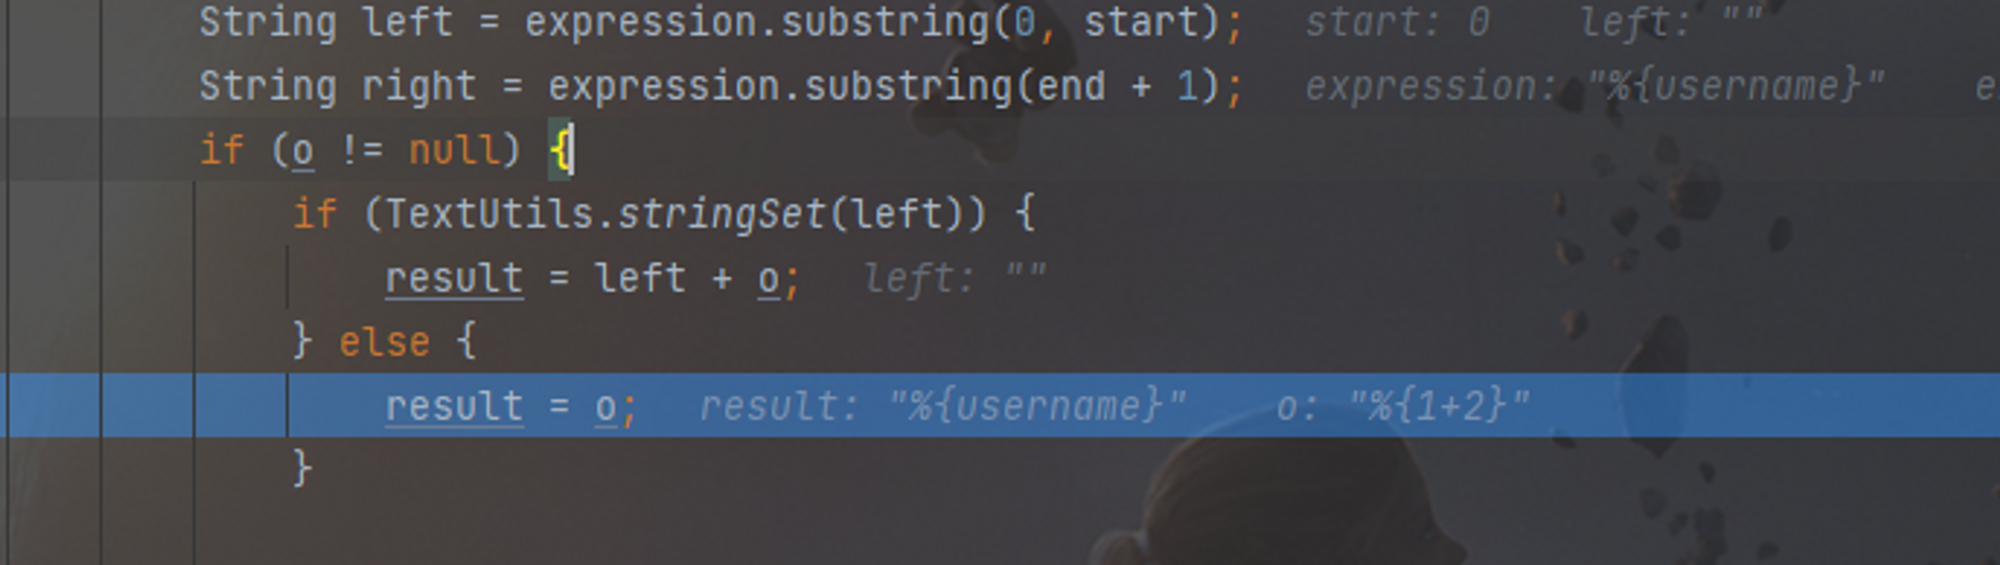 String left = expression.substring(0, start); start: 0 left: ""
String right = expression.substring(end + 1); expression: "%{username}"
if (o != null) {
if (TextUtils.stringSet(left)) {
result = left + o; left: ""
} else {
result = o; result: "%{username}" o: "%{1+2}"
}